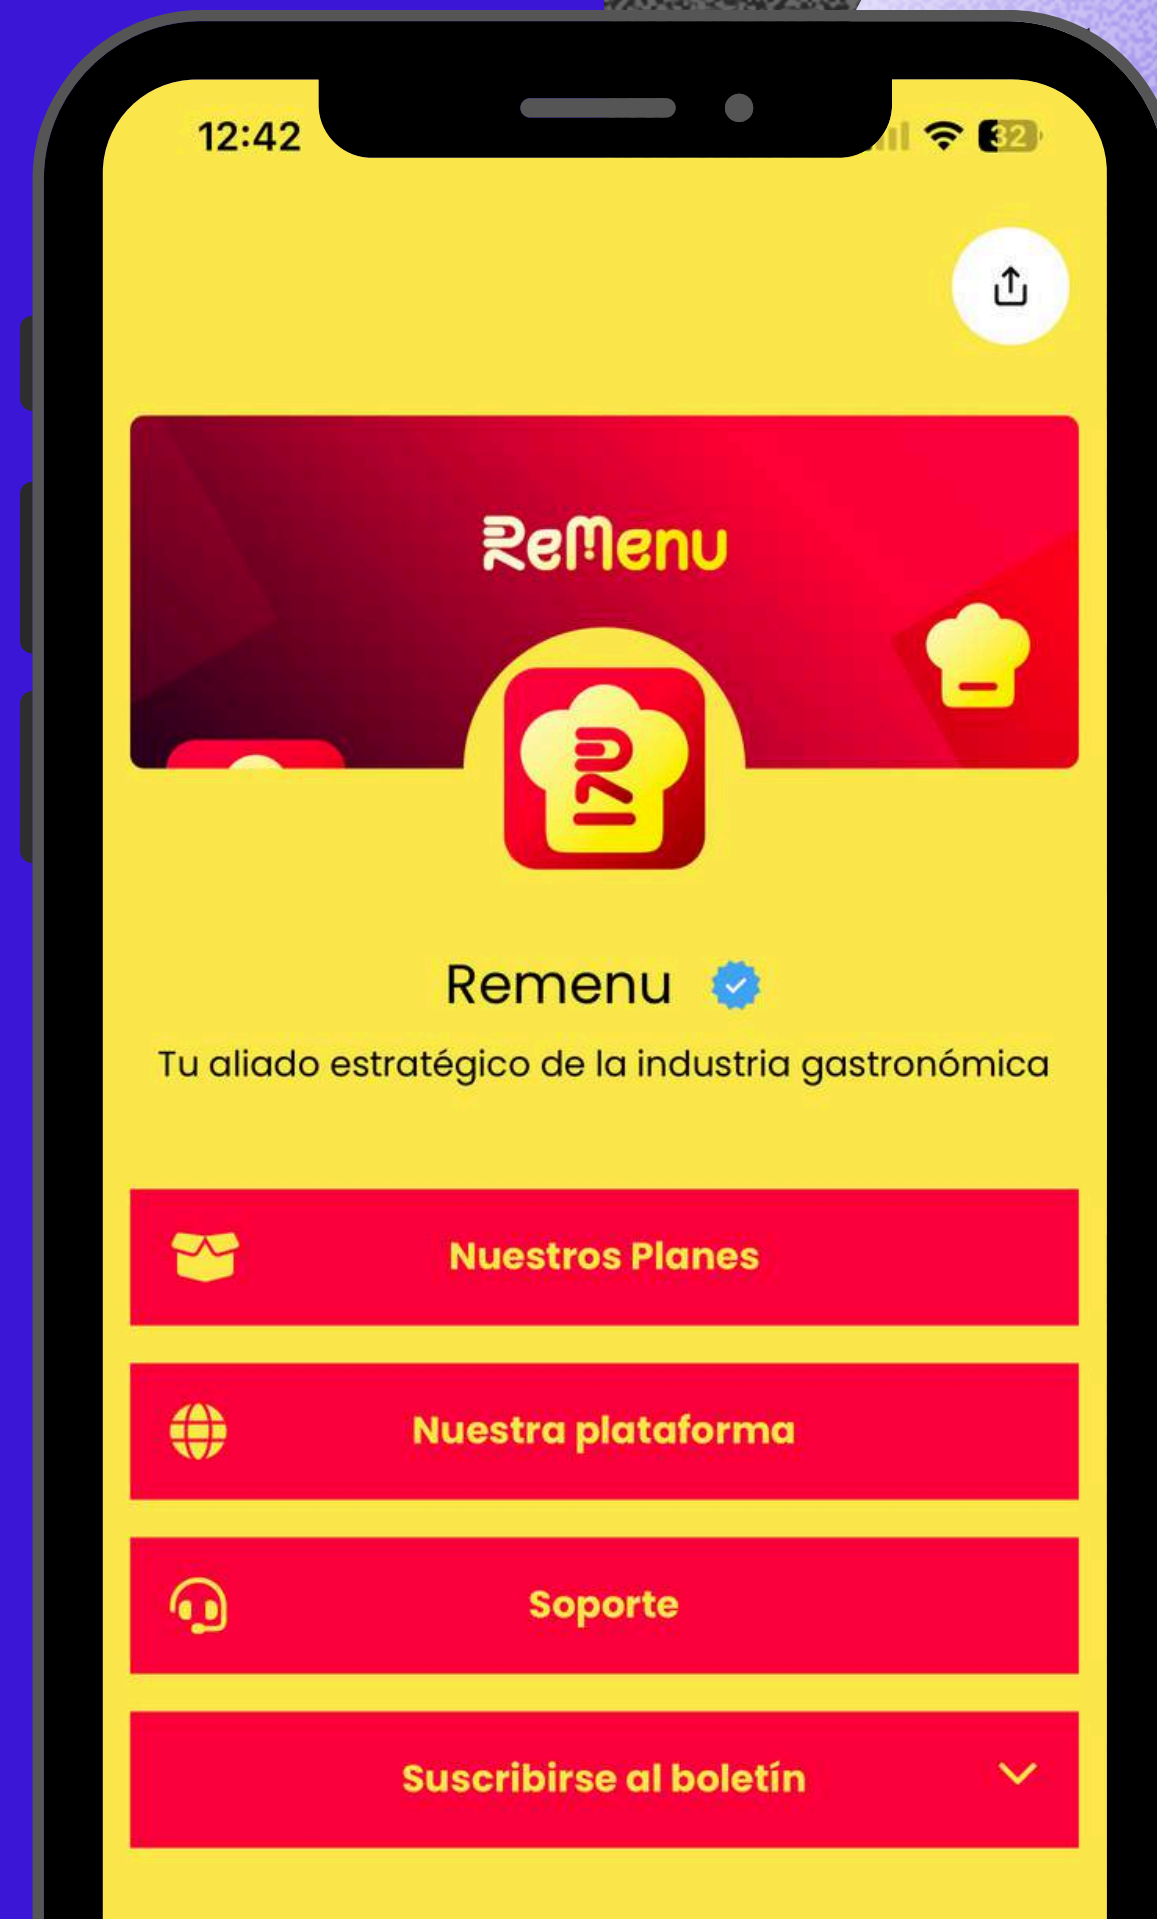 12:42
32
ReMenu
Remenu
Tu aliado estratégico de la industria gastronómica
Nuestros Planes
Nuestra plataforma
Soporte
Suscribirse al boletín